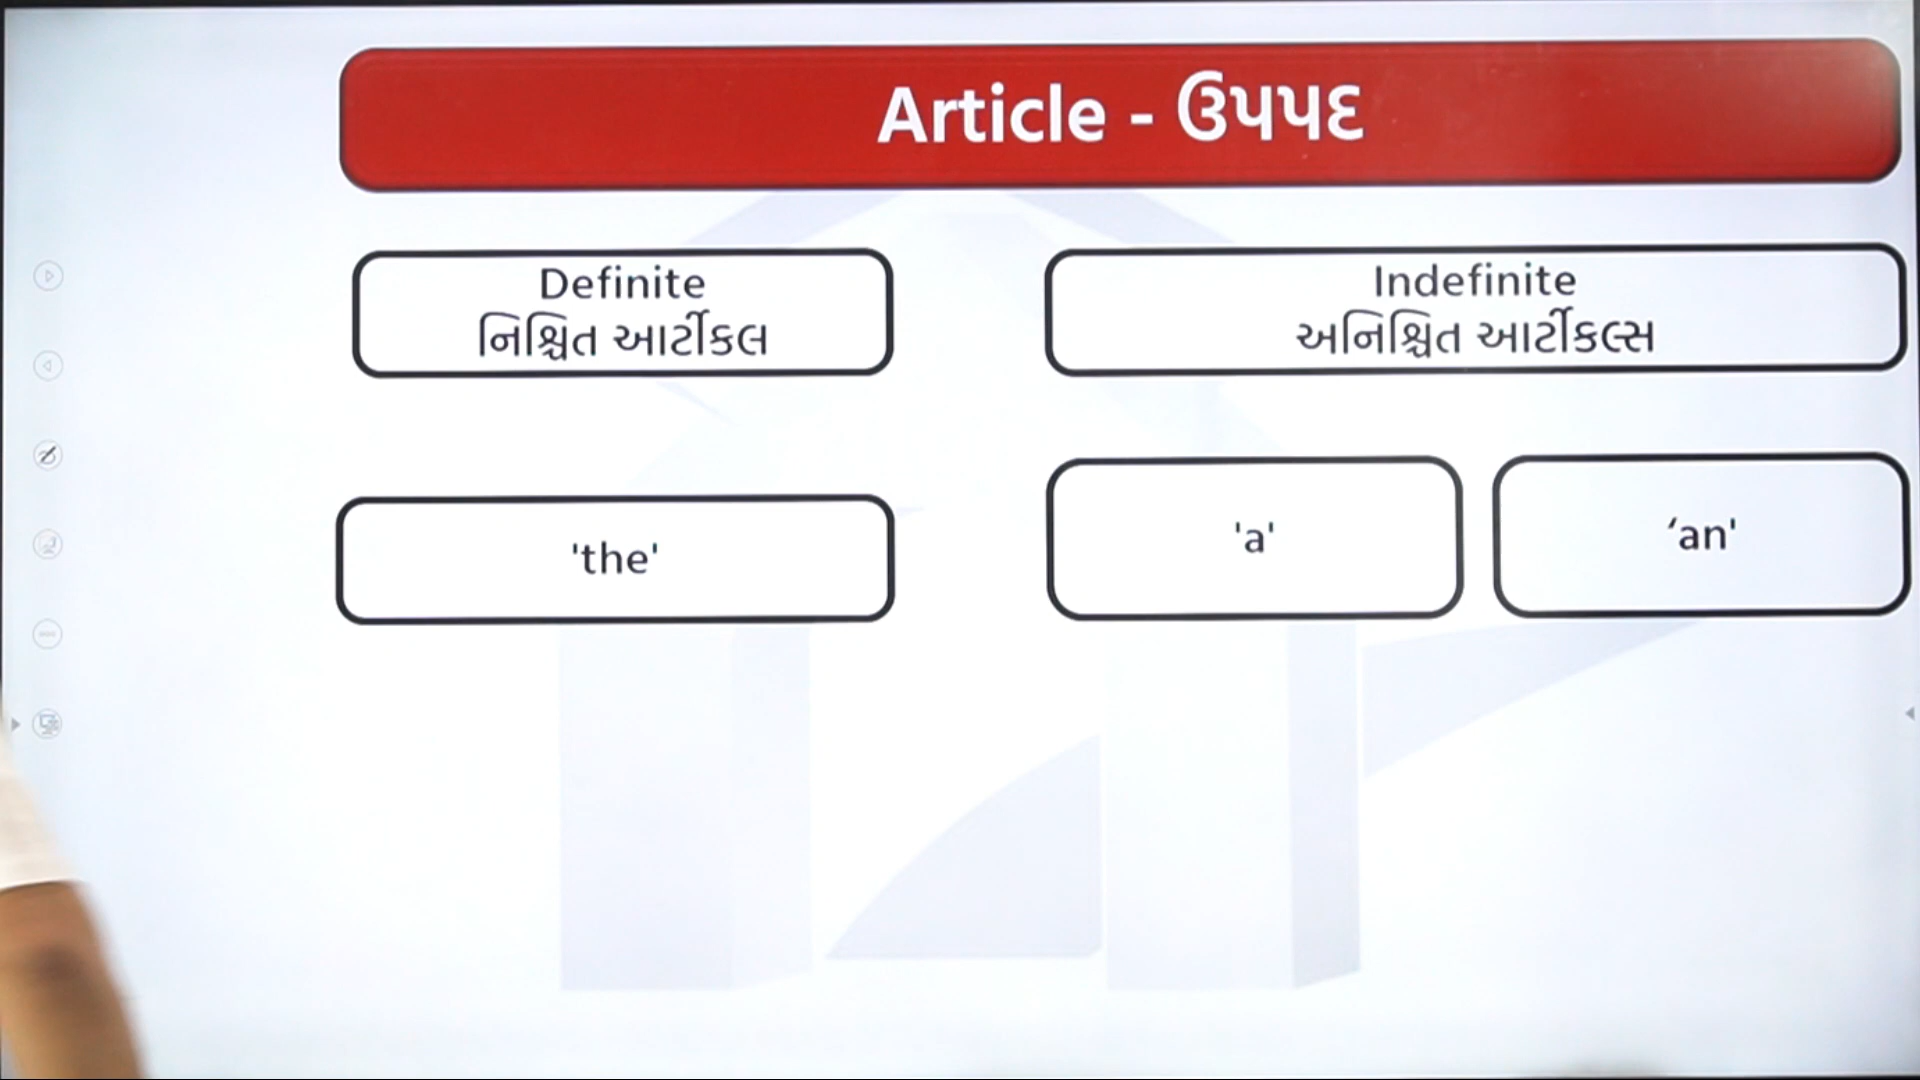 Article - ઉપપદ
Definite
નિશ્ચિત આર્ટીકલ
Indefinite
અનિશ્ચિત આર્ટીકલ્સ
'the'
'a'
‘an'